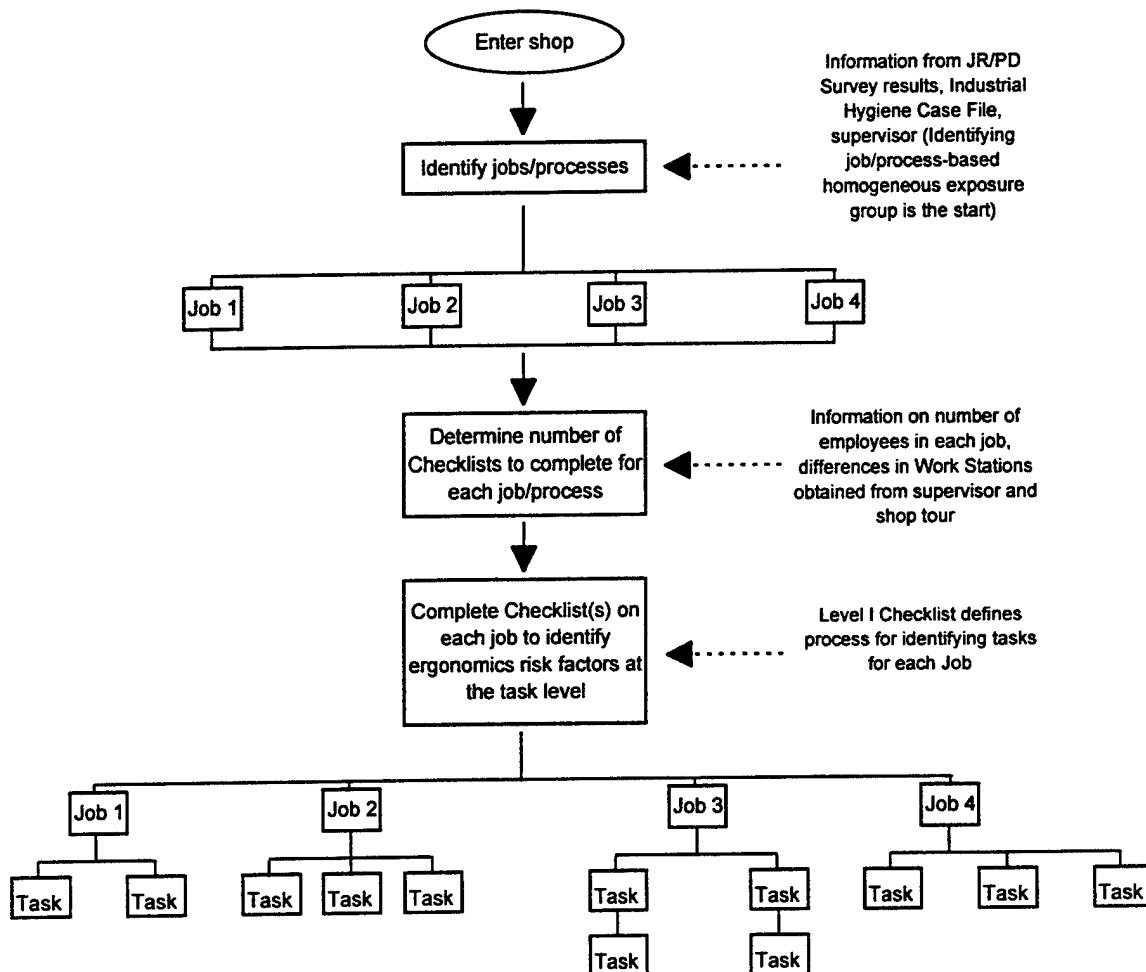 Enter shop
Information from JR/PD
Survey results, Industrial
Hygiene Case File,
supervisor (Identifying
job/process-based
homogeneous exposure
group is the start)
Identify jobs/processes
Job 1
Job 2
Job 3
Job 4
Determine number of
Checklists to complete for
each job/process
Information on number of
employees in each job,
differences in Work Stations
obtained from supervisor and
shop tour
Complete Checklist(s) on
each job to identify
ergonomics risk factors at
the task level
Level I Checklist defines
process for identifying tasks
for each Job
Job 1
Job 2
Job 3
Job 4
Task
Task
Task
Task
Task
Task
Task
Task
Task
Task
Task
Task